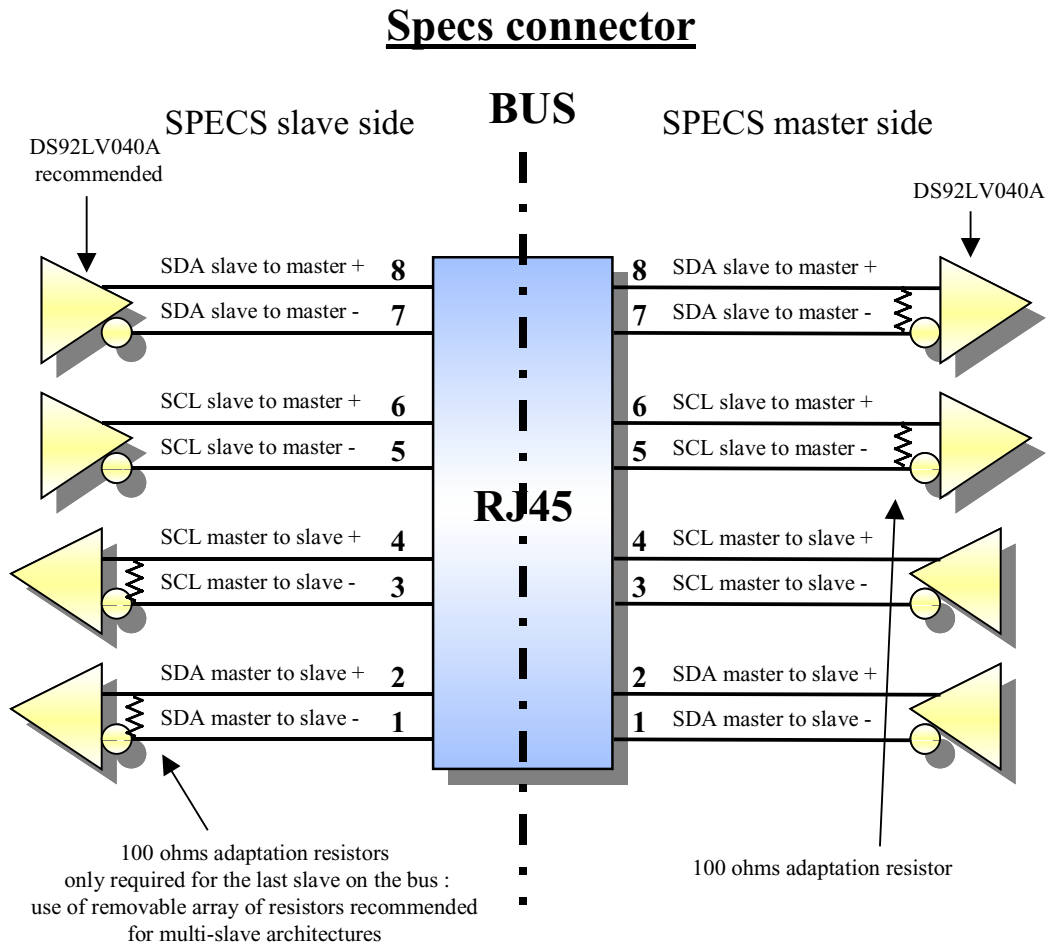 Specs connector
BUS
SPECS slave side
SPECS master side
DS92LV040A
recommended
DS92LV040A
SDA slave to master + 8
8 SDA slave to master +
SDA slave to master - 7
7 SDA slave to master -
SCL slave to master + 6
6 SCL slave to master +
SCL slave to master - 5
5 SCL slave to master -
RJ45
SCL master to slave + 4
4 SCL master to slave +
SCL master to slave - 3
3 SCL master to slave -
SDA master to slave + 2
2 SDA master to slave +
SDA master to slave - 1
1 SDA master to slave -
100 ohms adaptation resistors
only required for the last slave on the bus :
use of removable array of resistors recommended
for multi-slave architectures
100 ohms adaptation resistor